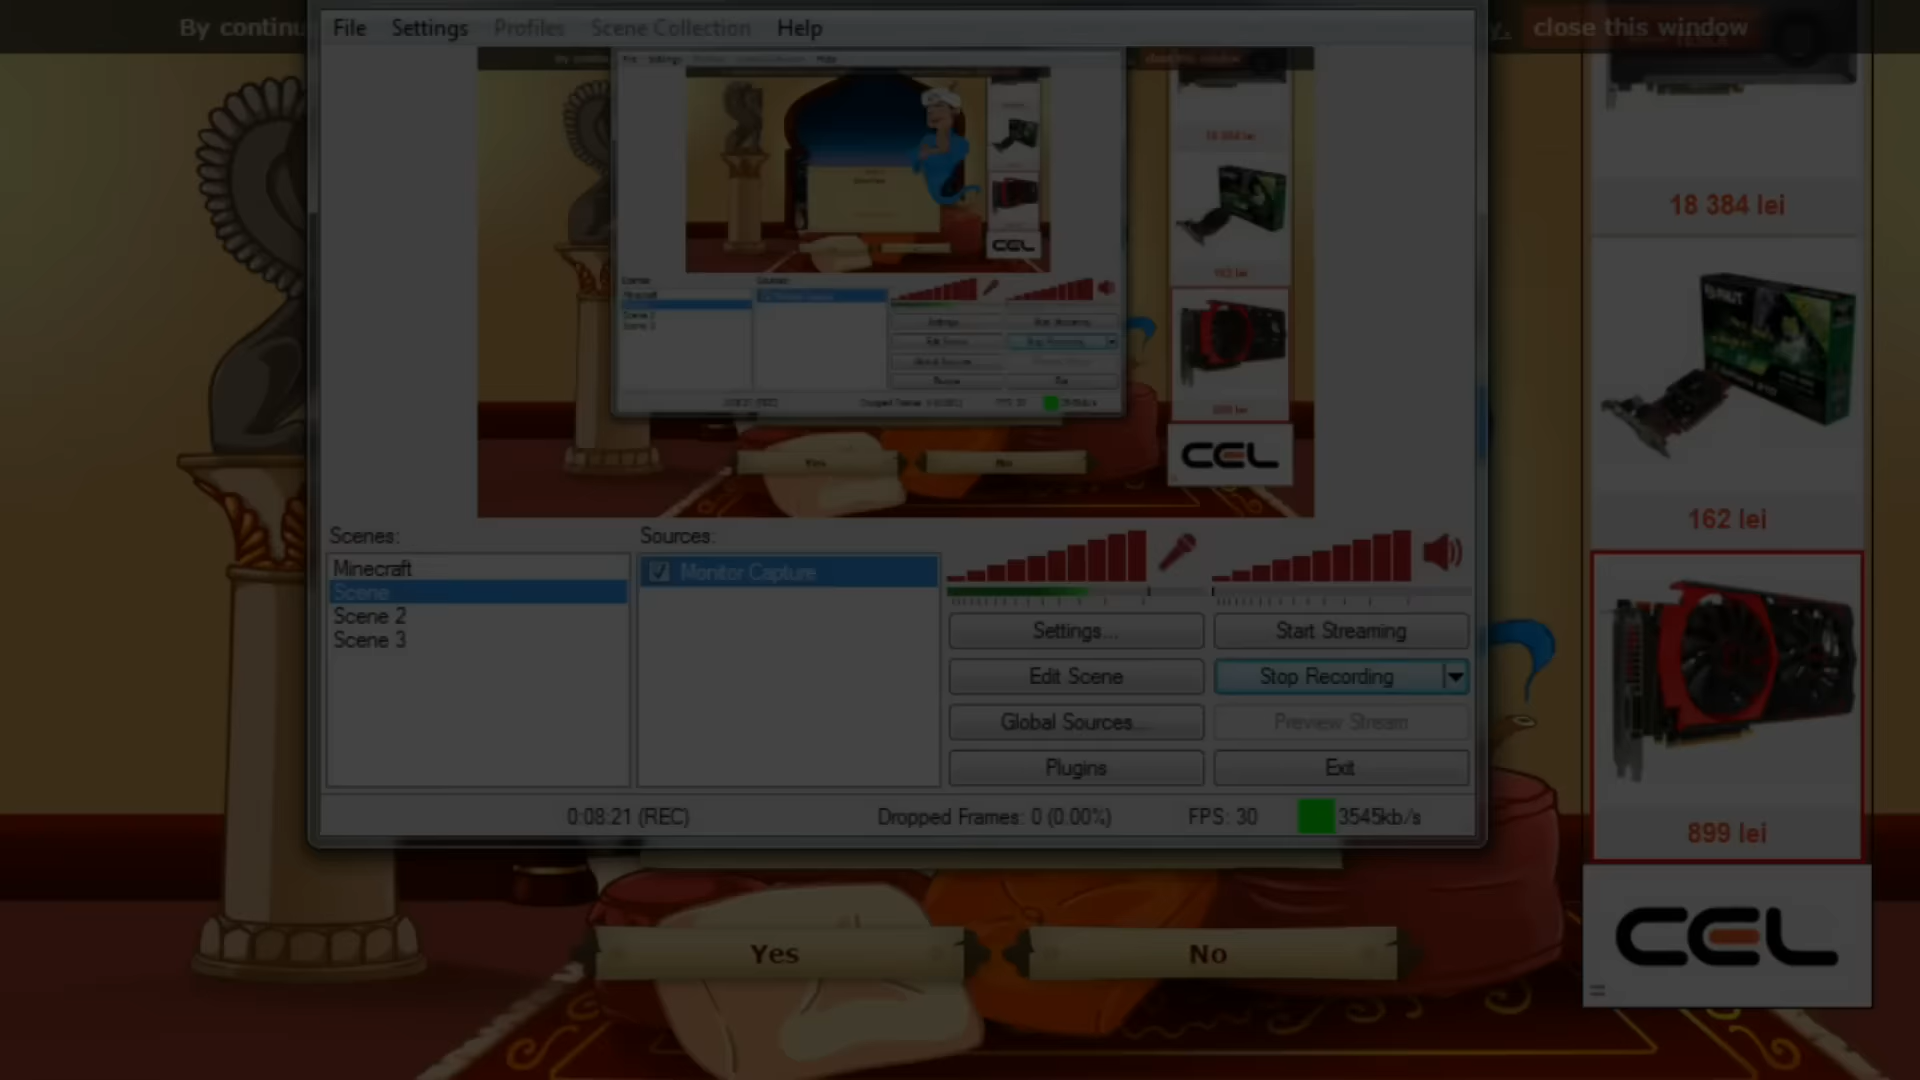 By continu
close this window
File Settings Profiles Scene Collection Help
18 384 lei
162 lei
899 lei
CEL
Scenes:
Minecraft
Scene
Scene 2
Scene 3
Sources:
Monitor Capture
Settings...
Start Streaming
Edit Scene
Stop Recording
Global Sources...
Preview Stream
Plugins
Exit
0:08:21 (REC)
Dropped Frames: 0 (0.00%)
FPS: 30
3545kb/s
Yes
No